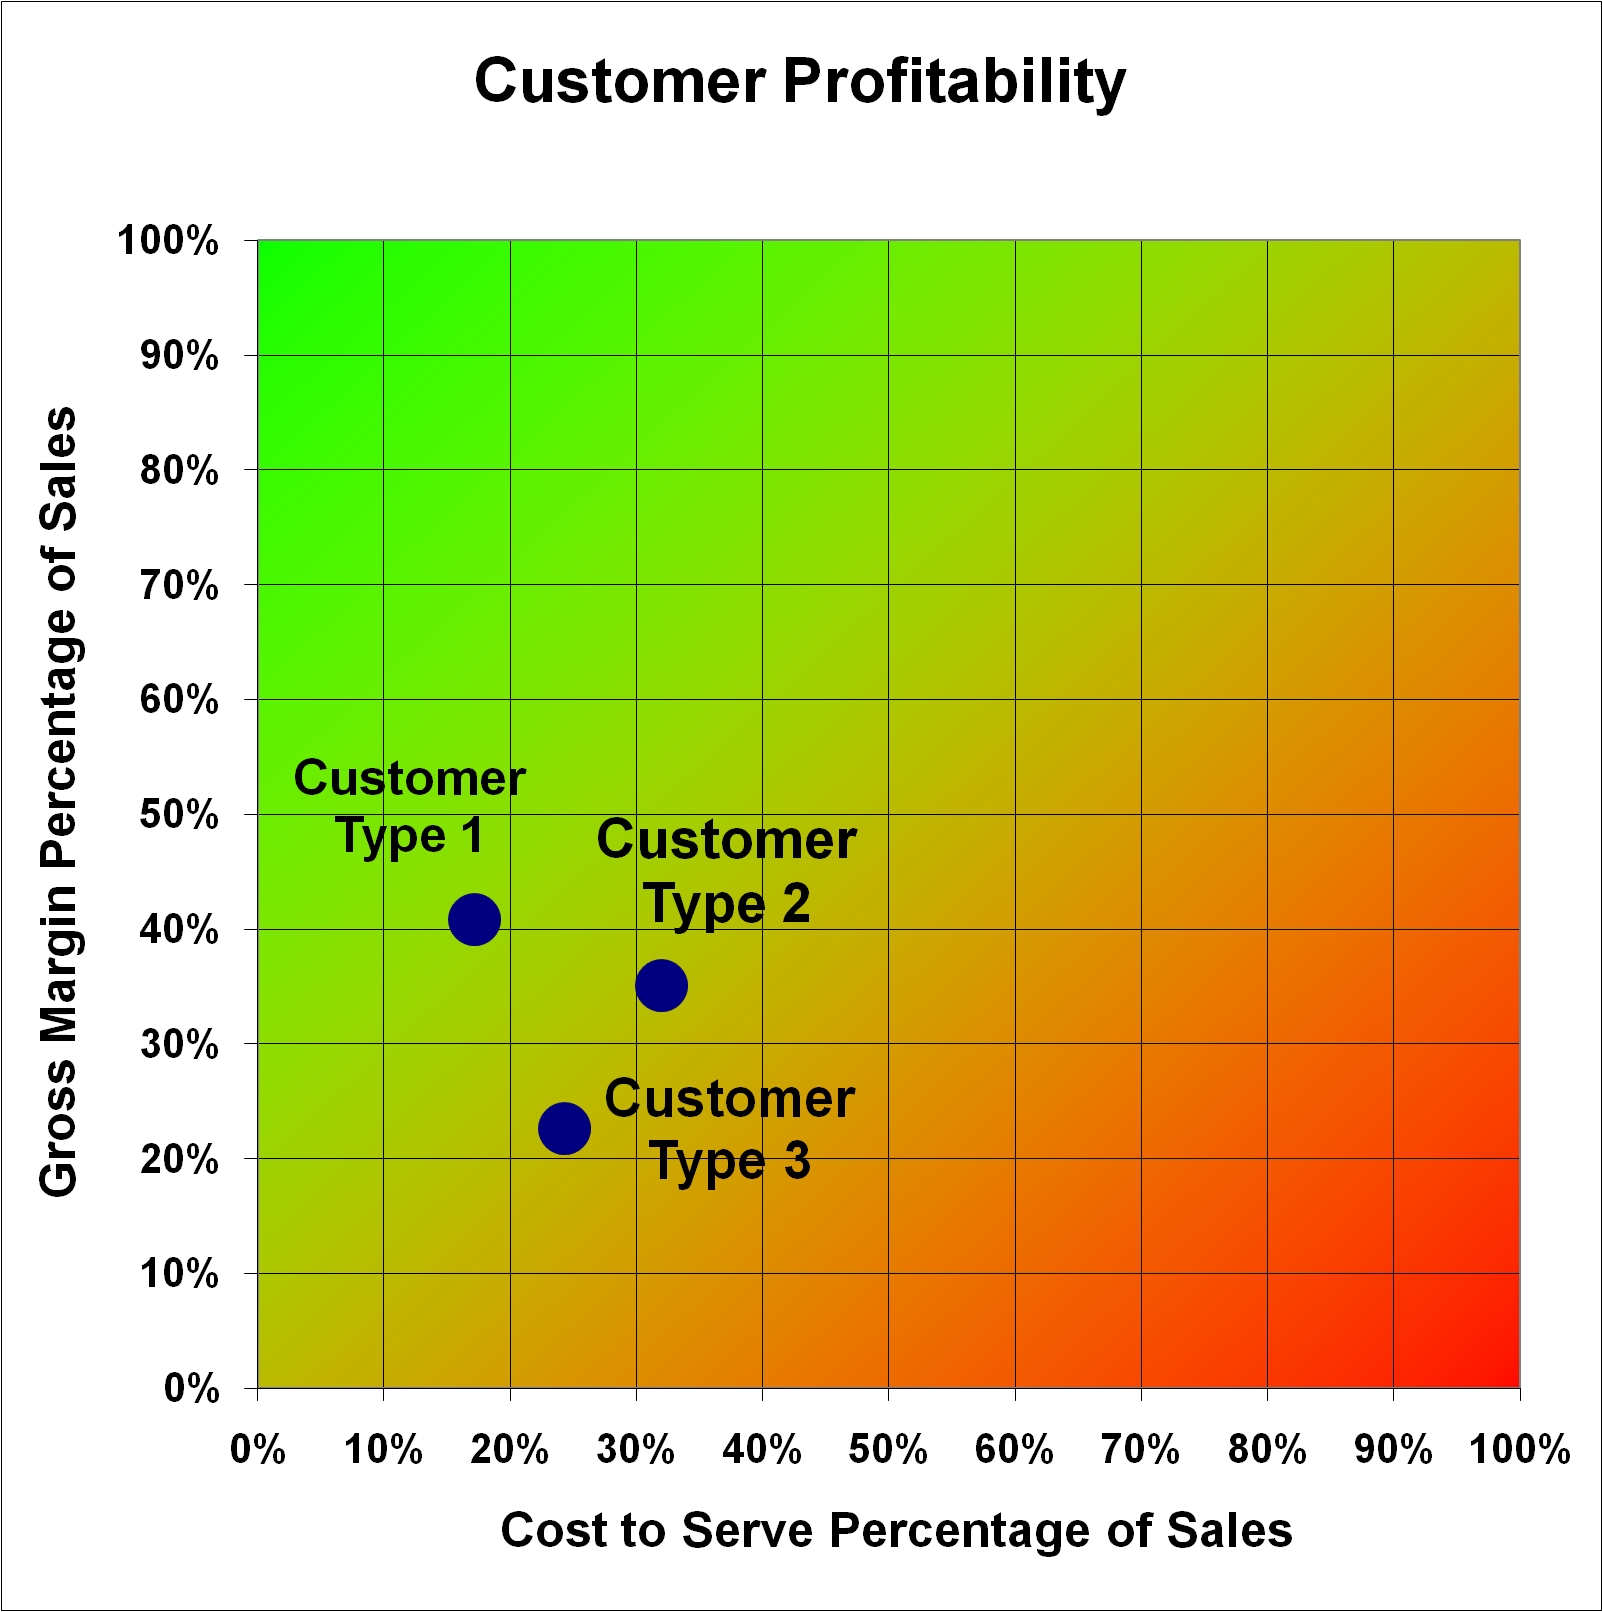 Customer Profitability
100%
90%
80%
70%
60%
50%
40%
30%
20%
10%
0%
Gross Margin Percentage of Sales
Customer
Type 1
Customer
Type 2
Customer
Type 3
0% 10% 20% 30% 40% 50% 60% 70% 80% 90% 100%
Cost to Serve Percentage of Sales